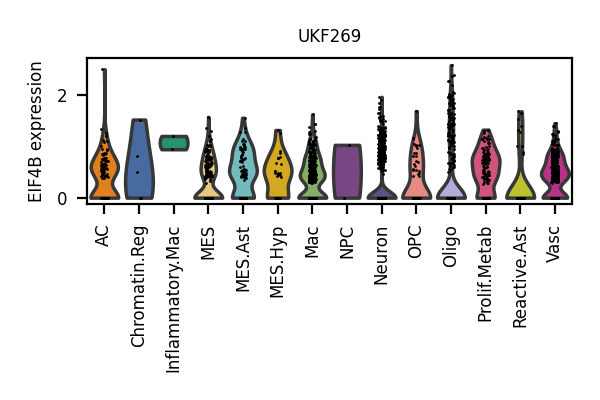 UKF269
EIF4B expression
2
0
AC
Chromatin.Reg
Inflammatory.Mac
MES
MES.Ast
MES.Hyp
Mac
NPC
Neuron
OPC
Oligo
Prolif.Metab
Reactive.Ast
Vasc